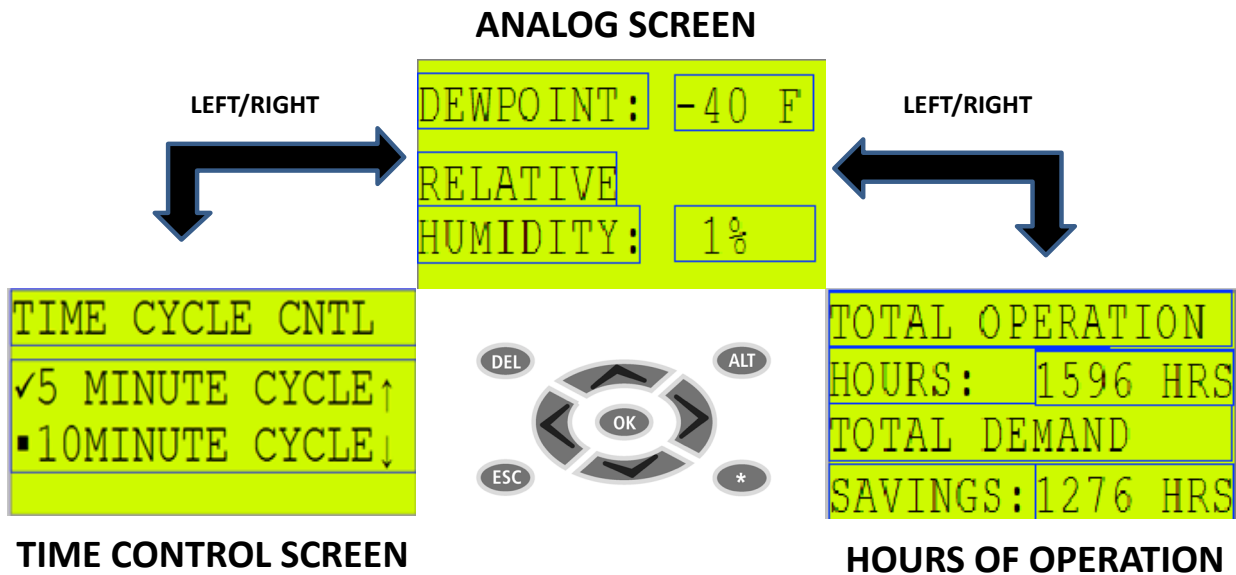 ANALOG SCREEN
LEFT/RIGHT
DEWPOINT: -40 F
RELATIVE
HUMIDITY: 1%
LEFT/RIGHT
TIME CYCLE CNTL
✓5 MINUTE CYCLE↑
▪10MINUTE CYCLE↓
TIME CONTROL SCREEN
DEL
ALT
OK
ESC
*
TOTAL OPERATION
HOURS: 1596 HRS
TOTAL DEMAND
SAVINGS: 1276 HRS
HOURS OF OPERATION